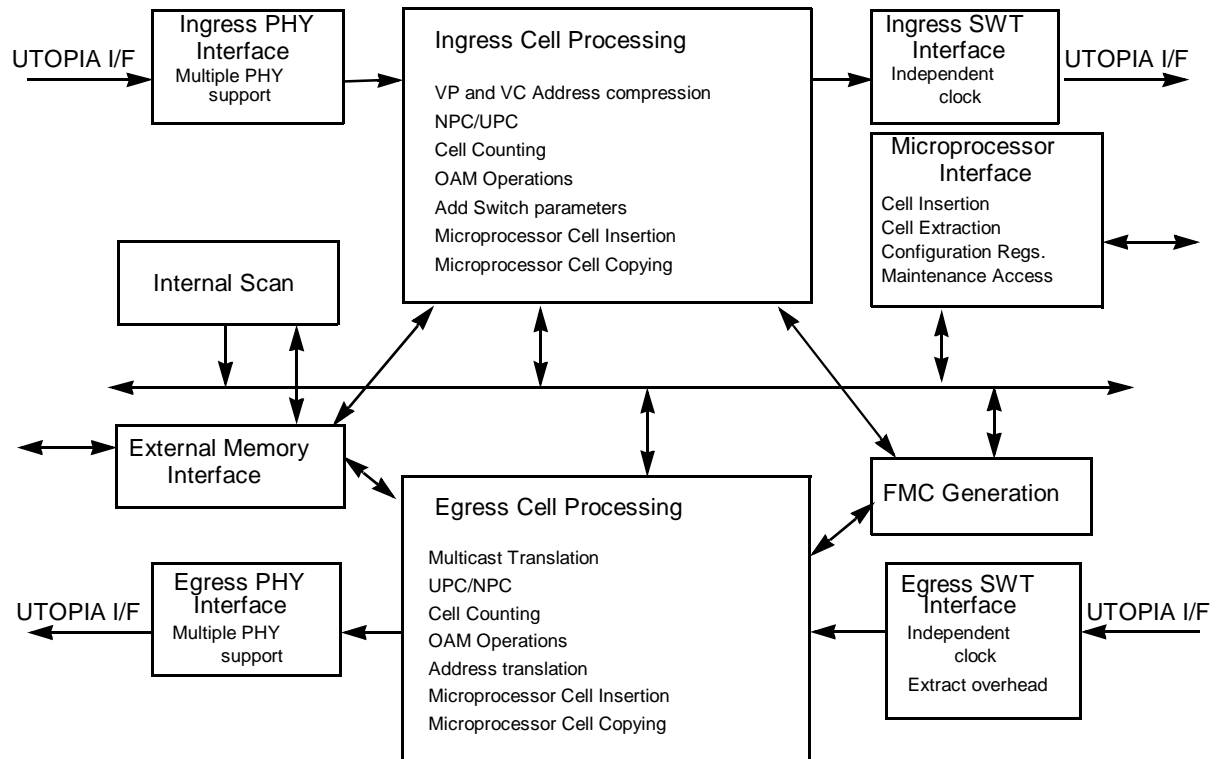 Ingress PHY
Interface
Multiple PHY
support
UTOPIA I/F
Ingress Cell Processing
VP and VC Address compression
NPC/UPC
Cell Counting
OAM Operations
Add Switch parameters
Microprocessor Cell Insertion
Microprocessor Cell Copying
Ingress SWT
Interface
Independent
clock
UTOPIA I/F
Microprocessor
Interface
Cell Insertion
Cell Extraction
Configuration Regs.
Maintenance Access
Internal Scan
External Memory
Interface
FMC Generation
Egress Cell Processing
Multicast Translation
UPC/NPC
Cell Counting
OAM Operations
Address translation
Microprocessor Cell Insertion
Microprocessor Cell Copying
Egress PHY
Interface
Multiple PHY
support
UTOPIA I/F
Egress SWT
Interface
Independent
clock
Extract overhead
UTOPIA I/F